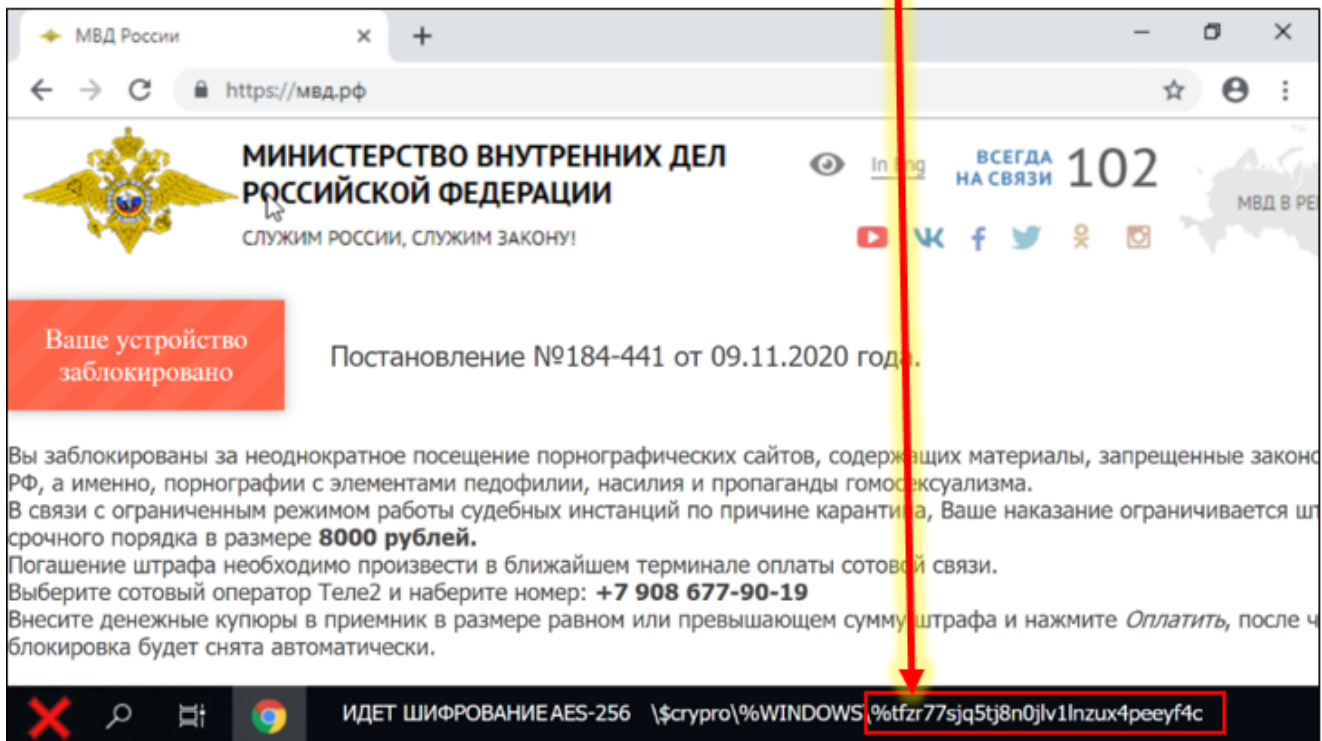 МВД России
https://мвд.рф
МИНИСТЕРСТВО ВНУТРЕННИХ ДЕЛ
РОССИЙСКОЙ ФЕДЕРАЦИИ
СЛУЖИМ РОССИИ, СЛУЖИМ ЗАКОНУ!
In Eng
ВСЕГДА
НА СВЯЗИ 102
МВД В РЕ
Ваше устройство
заблокировано
Постановление №184-441 от 09.11.2020 года.
Вы заблокированы за неоднократное посещение порнографических сайтов, содержащих материалы, запрещенные законо
РФ, а именно, порнографии с элементами педофилии, насилия и пропаганды гомосексуализма.
В связи с ограниченным режимом работы судебных инстанций по причине карантина, Ваше наказание ограничивается шт
срочного порядка в размере 8000 рублей.
Погашение штрафа необходимо произвести в ближайшем терминале оплаты сотовой связи.
Выберите сотовый оператор Теле2 и наберите номер: +7 908 677-90-19
Внесите денежные купюры в приемник в размере равном или превышающем сумму штрафа и нажмите Оплатить, после ч
блокировка будет снята автоматически.
ИДЕТ ШИФРОВАНИЕ AES-256 \$crypro\%WINDOWS\%tfzr77sjq5tj8n0jlv1lnzux4peeyf4c